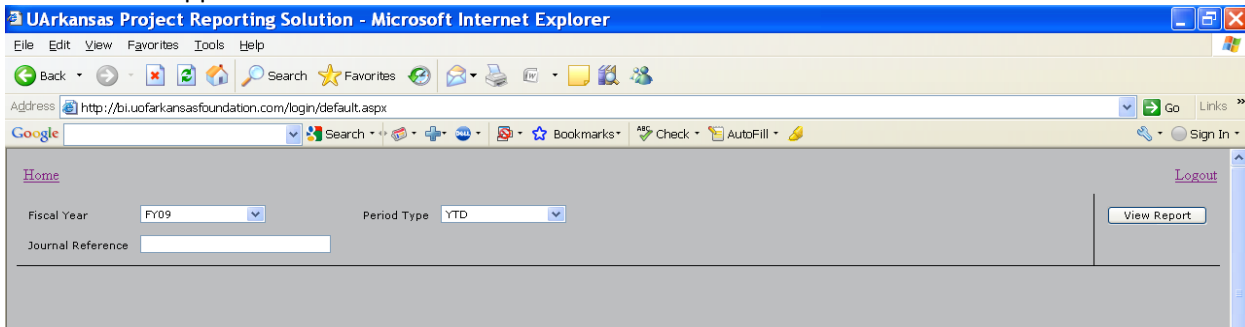 UArkansas Project Reporting Solution - Microsoft Internet Explorer
File Edit View Favorites Tools Help
Back Search Favorites
Address http://bi.uofarkansasfoundation.com/login/default.aspx Go Links »
Google Search Bookmarks Check AutoFill Sign In
Home Logout
Fiscal Year FY09 Period Type YTD View Report
Journal Reference